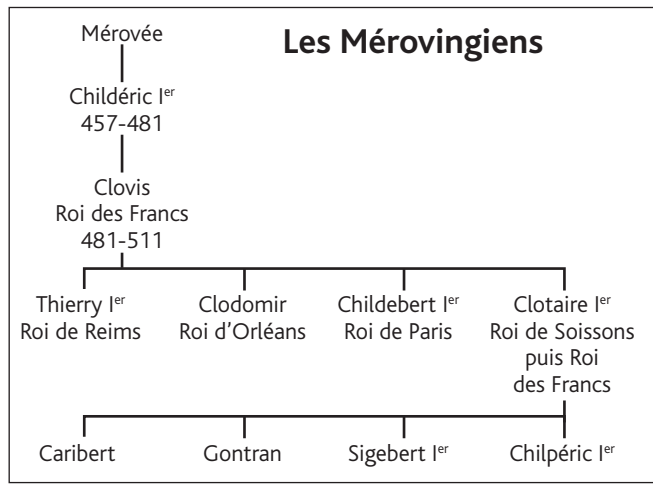 Les Mérovingiens
Mérovée
Childéric Ier
457-481
Clovis
Roi des Francs
481-511
Thierry Ier
Roi de Reims
Clodomir
Roi d'Orléans
Childebert Ier
Roi de Paris
Clotaire Ier
Roi de Soissons
puis Roi
des Francs
Caribert
Gontran
Sigebert Ier
Chilpéric Ier